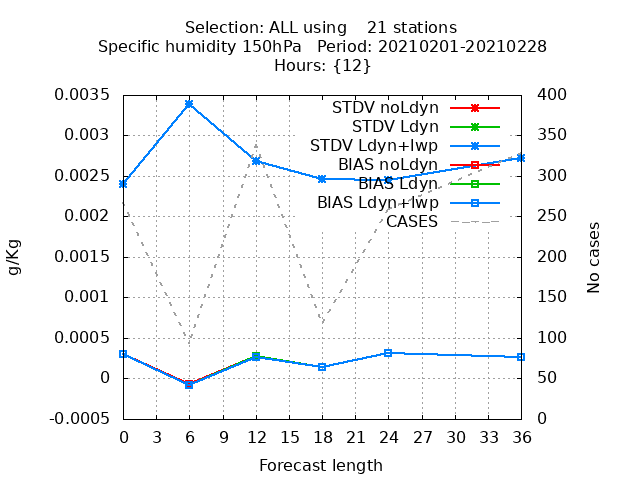 Selection: ALL using    21 stations
Specific humidity 150hPa   Period: 20210201-20210228
Hours: {12}
0.0035
0.003
0.0025
0.002
0.0015
0.001
0.0005
0
-0.0005
g/Kg
STDV noLdyn
STDV Ldyn
STDV Ldyn+lwp
BIAS noLdyn
BIAS Ldyn
BIAS Ldyn+lwp
CASES
400
350
300
250
200
150
100
50
0
No cases
0 3 6 9 12 15 18 21 24 27 30 33 36
Forecast length